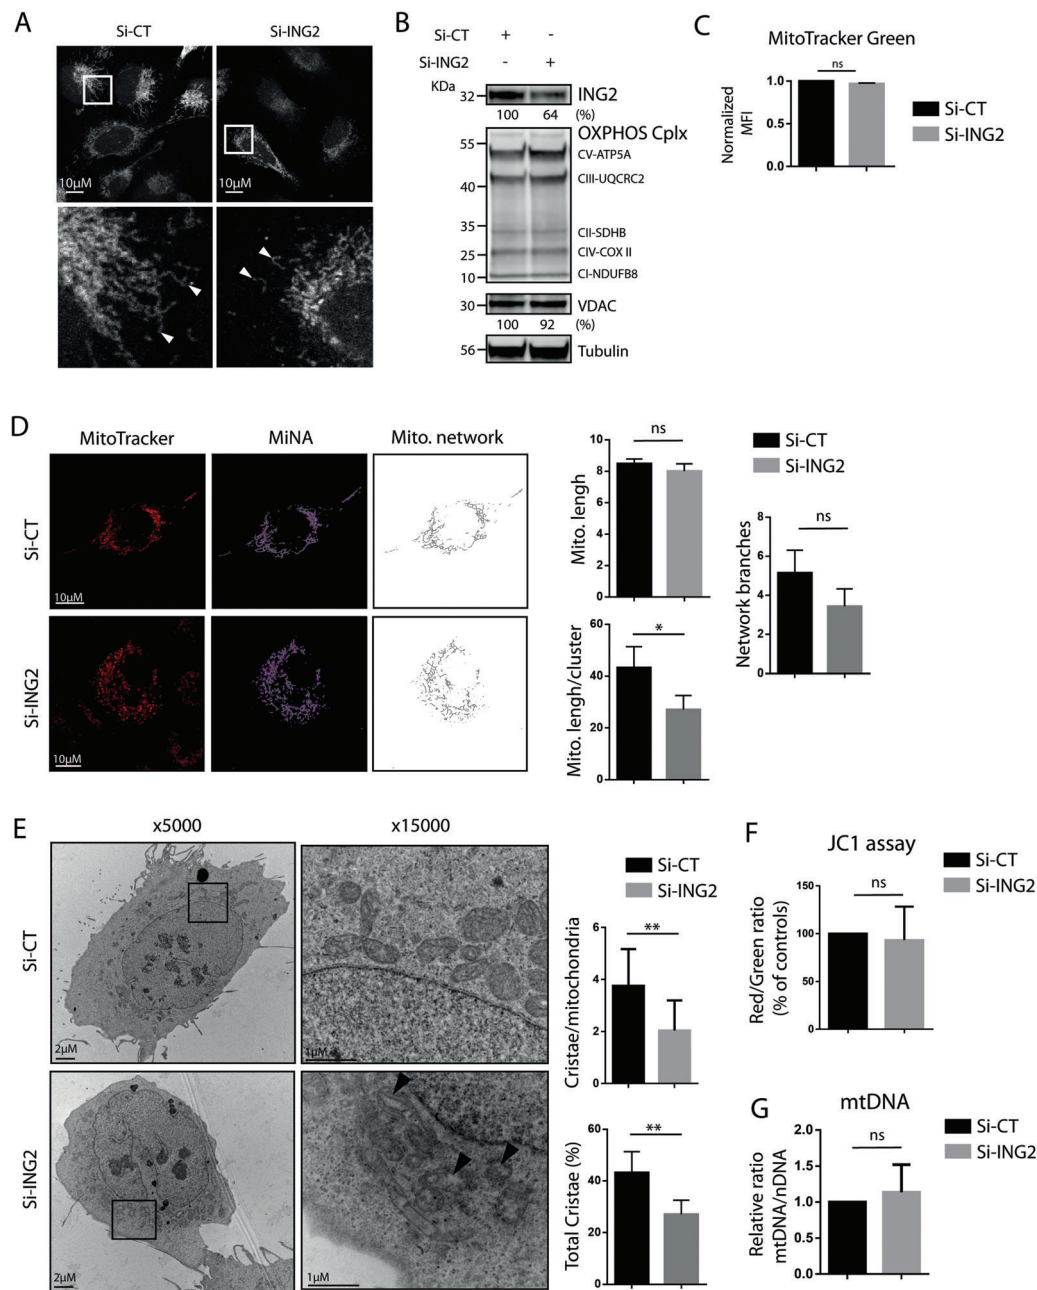 A
Si-CT
Si-ING2
10µM
10µM
B
Si-CT + -
Si-ING2 - +
KDa
32
ING2
100 64 (%)
OXPHOS Cplx
55
CV-ATP5A
CIII-UQCRC2
40
35
CII-SDHB
25
CIV-COX II
10
CI-NDUFB8
30
VDAC
100 92 (%)
56
Tubulin
C
MitoTracker Green
ns
1.0
0.5
0.0
Normalized
MFI
Si-CT
Si-ING2
D
MitoTracker
MiNA
Mito. network
Si-CT
10µM
Si-ING2
10µM
ns
10
8
6
4
2
0
Mito. lengh
*
60
40
20
0
Mito. lengh/cluster
Si-CT
Si-ING2
ns
8
6
4
2
0
Network branches
E
x5000
x15000
Si-CT
2µM
1µM
Si-ING2
2µM
1µM
Si-CT
Si-ING2
**
6
4
2
0
Cristae/mitochondria
**
60
40
20
0
Total Cristae (%)
F
JC1 assay
ns
150
100
50
0
Red/Green ratio
(% of controls)
Si-CT
Si-ING2
G
mtDNA
ns
2.0
1.5
1.0
0.5
0.0
Relative ratio
mtDNA/nDNA
Si-CT
Si-ING2